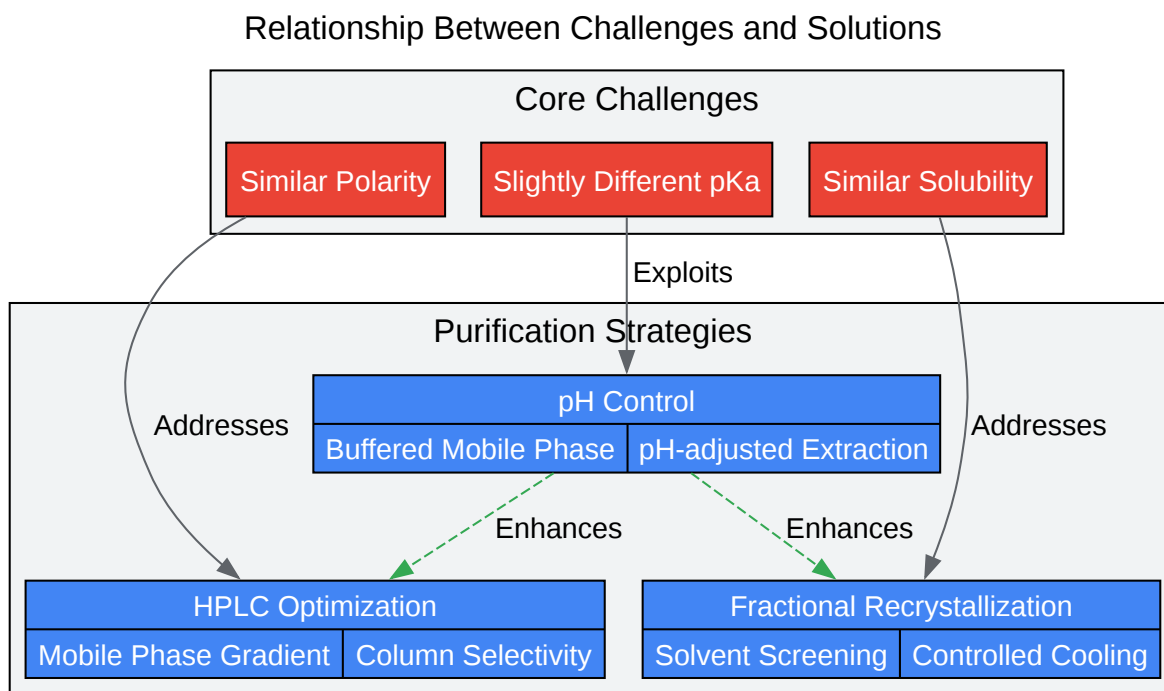 Relationship Between Challenges and Solutions
Core Challenges
Similar Polarity
Slightly Different pKa
Similar Solubility
Exploits
Purification Strategies
pH Control
Buffered Mobile Phase
pH-adjusted Extraction
Addresses
Addresses
Enhances
Enhances
HPLC Optimization
Mobile Phase Gradient
Column Selectivity
Fractional Recrystallization
Solvent Screening
Controlled Cooling